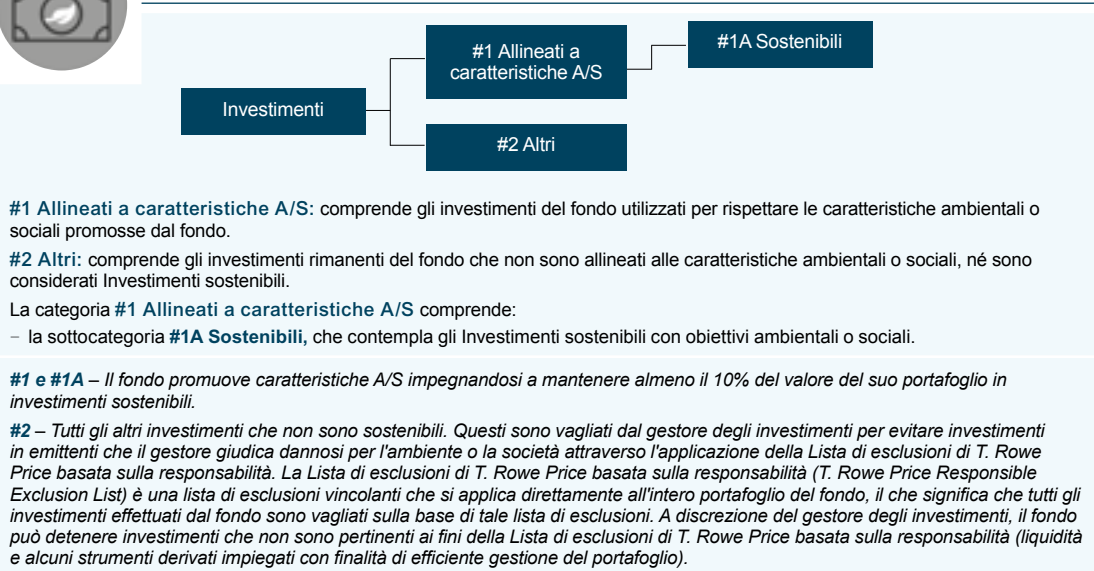 #1 Allineati a
caratteristiche A/S
#1A Sostenibili
Investimenti
#2 Altri
#1 Allineati a caratteristiche A/S: comprende gli investimenti del fondo utilizzati per rispettare le caratteristiche ambientali o
sociali promosse dal fondo.
#2 Altri: comprende gli investimenti rimanenti del fondo che non sono allineati alle caratteristiche ambientali o sociali, né sono
considerati Investimenti sostenibili.
La categoria #1 Allineati a caratteristiche A/S comprende:
– la sottocategoria #1A Sostenibili, che contempla gli Investimenti sostenibili con obiettivi ambientali o sociali.
#1 e #1A – Il fondo promuove caratteristiche A/S impegnandosi a mantenere almeno il 10% del valore del suo portafoglio in
investimenti sostenibili.
#2 – Tutti gli altri investimenti che non sono sostenibili. Questi sono vagliati dal gestore degli investimenti per evitare investimenti
in emittenti che il gestore giudica dannosi per l'ambiente o la società attraverso l'applicazione della Lista di esclusioni di T. Rowe
Price basata sulla responsabilità. La Lista di esclusioni di T. Rowe Price basata sulla responsabilità (T. Rowe Price Responsible
Exclusion List) è una lista di esclusioni vincolanti che si applica direttamente all'intero portafoglio del fondo, il che significa che tutti gli
investimenti effettuati dal fondo sono vagliati sulla base di tale lista di esclusioni. A discrezione del gestore degli investimenti, il fondo
può detenere investimenti che non sono pertinenti ai fini della Lista di esclusioni di T. Rowe Price basata sulla responsabilità (liquidità
e alcuni strumenti derivati impiegati con finalità di efficiente gestione del portafoglio).